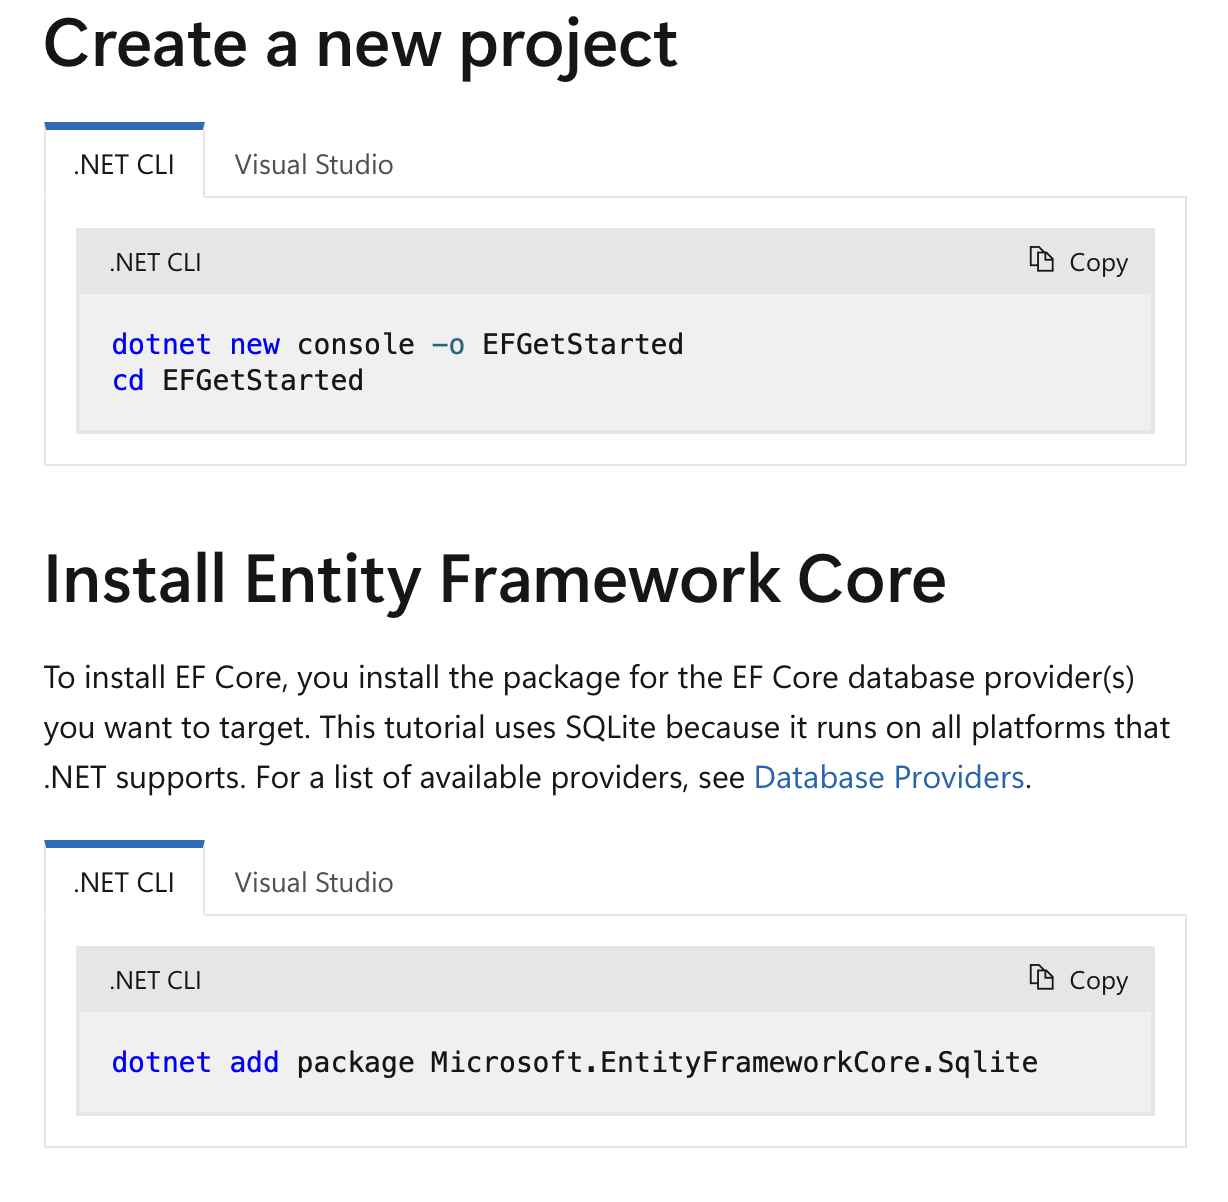 Create a new project
.NET CLI
Visual Studio
.NET CLI
Copy
dotnet new console -o EFGetStarted
cd EFGetStarted
Install Entity Framework Core
To install EF Core, you install the package for the EF Core database provider(s)
you want to target. This tutorial uses SQLite because it runs on all platforms that
.NET supports. For a list of available providers, see Database Providers.
.NET CLI
Visual Studio
.NET CLI
Copy
dotnet add package Microsoft.EntityFrameworkCore.Sqlite